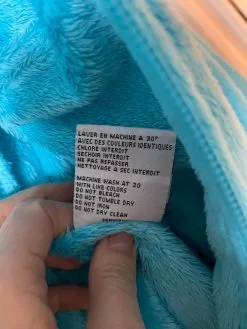 LAVER EN MACHINE A 30°
AVEC DES COULEURS IDENTIQUES
CHLORE INTERDIT
SECHOIR INTERDIT
NE PAS REPASSER
NETTOYAGE A SEC INTERDIT
MACHINE WASH AT 30
WITH LIKE COLORS
DO NOT BLEACH
DO NOT TUMBLE DRY
DO NOT IRON
DO NOT DRY CLEAN